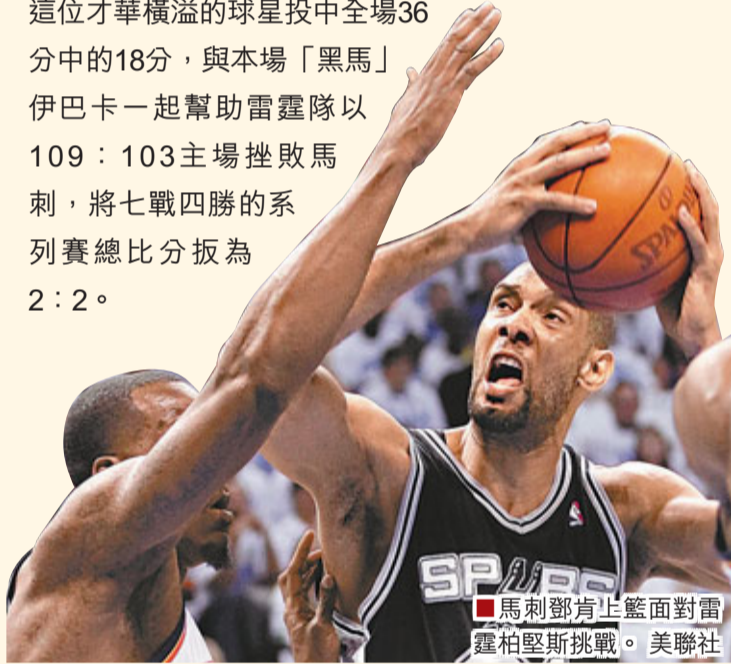 這位才華橫溢的球星投中全場36
分中的18分，與本場「黑馬」
伊巴卡一起幫助雷霆隊以
109：103主場挫敗馬
刺，將七戰四勝的系
列賽總比分扳為
2：2。
SPALDING
SPURS
■馬刺鄧肯上籃面對雷
霆柏堅斯挑戰。 美聯社